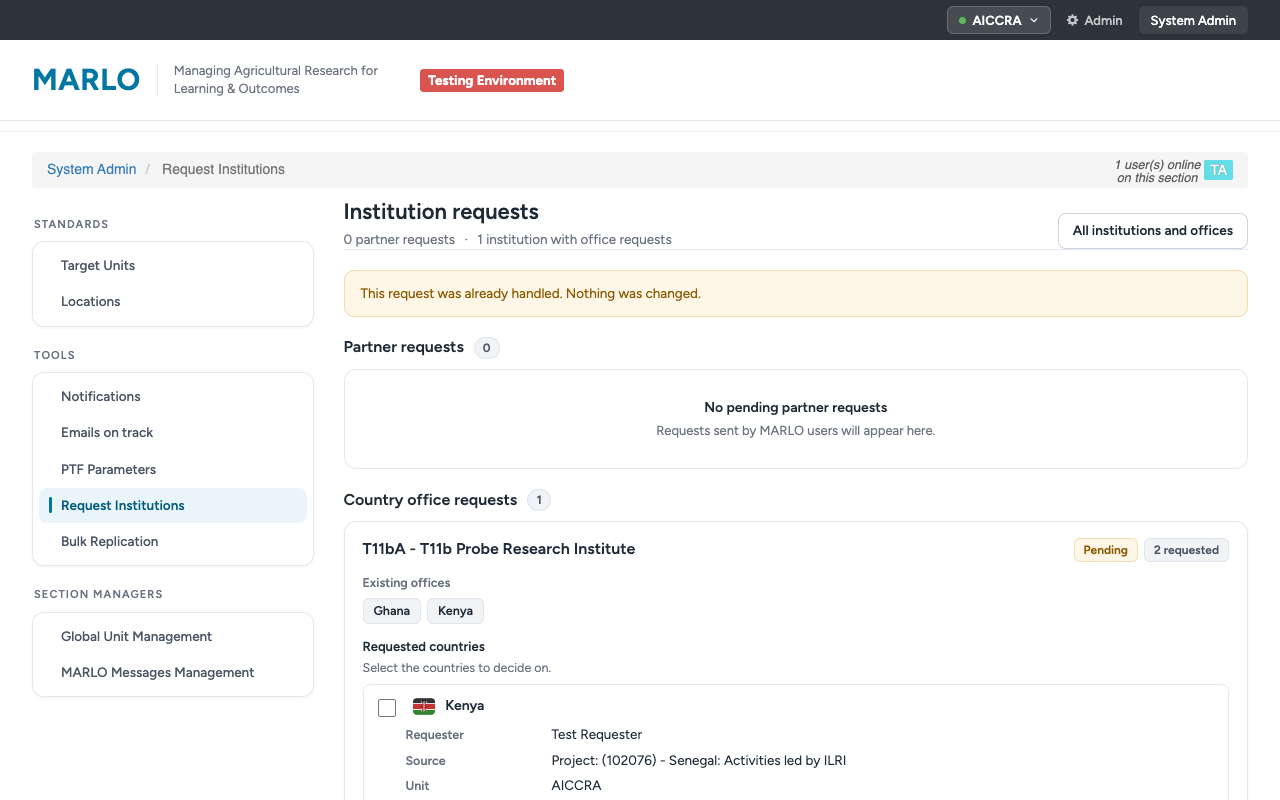 AICCRA
Admin
System Admin
MARLO
Managing Agricultural Research for
Learning & Outcomes
Testing Environment
System Admin / Request Institutions
1 user(s) online
on this section
TA
STANDARDS
Target Units
Locations
TOOLS
Notifications
Emails on track
PTF Parameters
Request Institutions
Bulk Replication
SECTION MANAGERS
Global Unit Management
MARLO Messages Management
Institution requests
0 partner requests · 1 institution with office requests
All institutions and offices
This request was already handled. Nothing was changed.
Partner requests 0
No pending partner requests
Requests sent by MARLO users will appear here.
Country office requests 1
T11bA - T11b Probe Research Institute
Pending
2 requested
Existing offices
Ghana
Kenya
Requested countries
Select the countries to decide on.
Kenya
Requester Test Requester
Source Project: (102076) - Senegal: Activities led by ILRI
Unit AICCRA